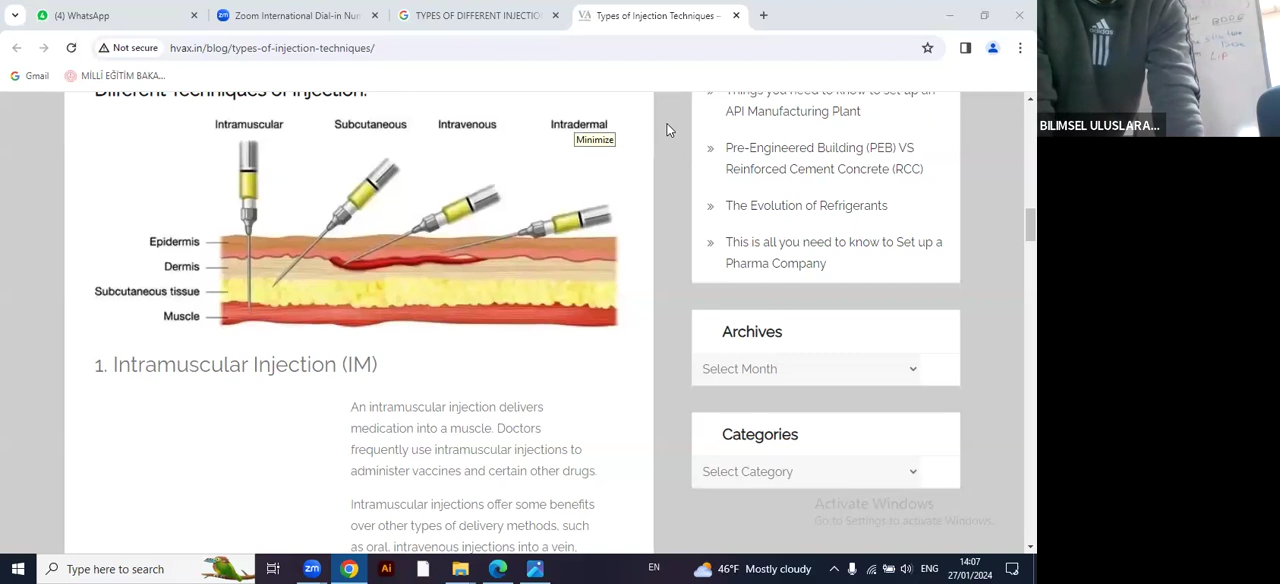 (4) WhatsApp
Zoom International Dial-in Nur
TYPES OF DIFFERENT INJECTIO
Types of Injection Techniques –
Not secure
hvax.in/blog/types-of-injection-techniques/
Gmail
MİLLÎ EĞİTİM BAKA...
Different Techniques of Injection:
Intramuscular Subcutaneous Intravenous Intradermal
Minimize
Epidermis
Dermis
Subcutaneous tissue
Muscle
1. Intramuscular Injection (IM)
An intramuscular injection delivers
medication into a muscle. Doctors
frequently use intramuscular injections to
administer vaccines and certain other drugs.
Intramuscular injections offer some benefits
over other types of delivery methods, such
as oral, intravenous injections into a vein,
Things you need to know to set up an
API Manufacturing Plant
Pre-Engineered Building (PEB) VS
Reinforced Cement Concrete (RCC)
The Evolution of Refrigerants
This is all you need to know to Set up a
Pharma Company
Archives
Select Month
Categories
Select Category
Activate Windows
Go to Settings to activate Windows.
adidas
BILIMSEL ULUSLARA...
Type here to search
zm
Ai
EN
46°F Mostly cloudy
ENG
14:07
27/01/2024